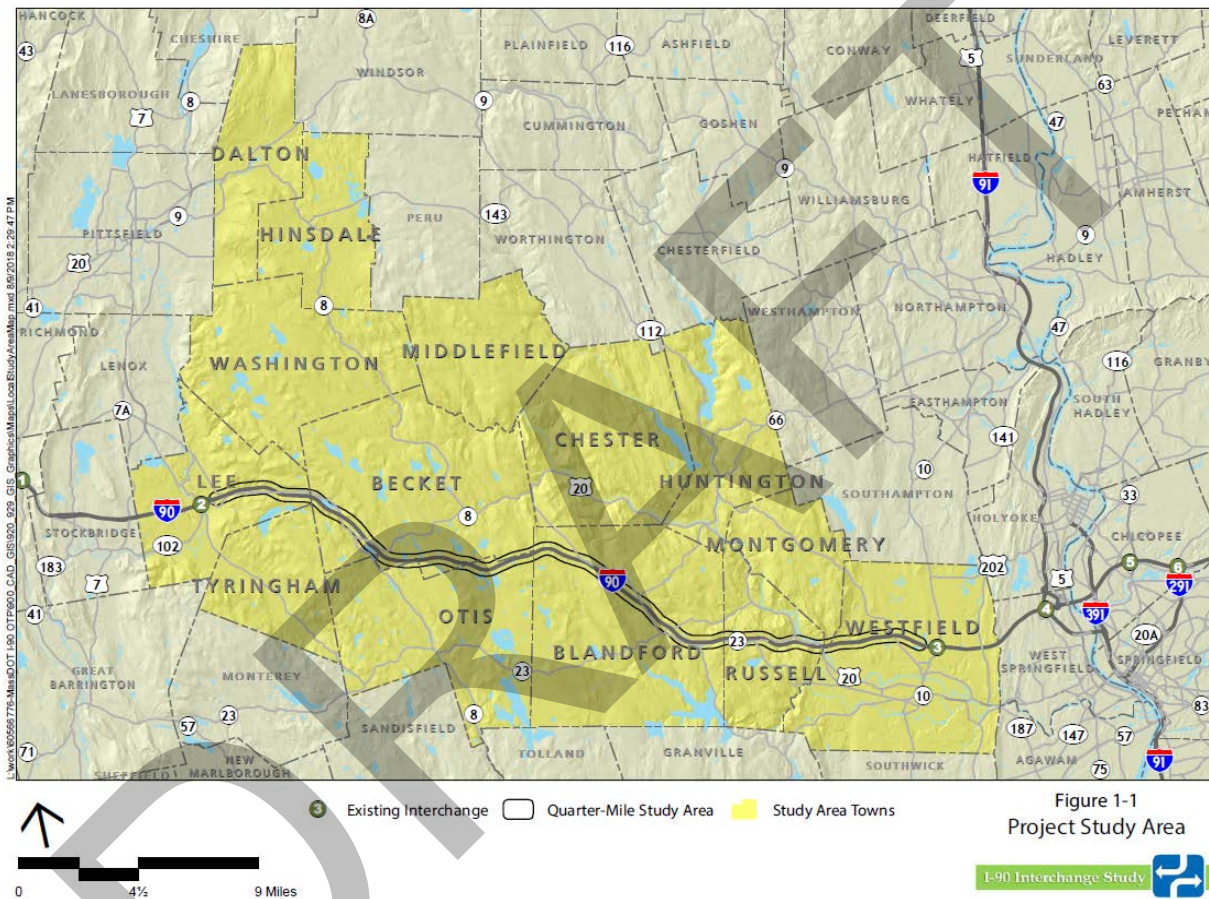 HANCOCK
CHESHIRE
8A
PLAINFIELD
116
ASHFIELD
CONWAY
DEERFIELD
5
SUNDERLAND
LEVERETT
43
LANESBOROUGH
8
7
WINDSOR
9
CUMMINGTON
GOSHEN
WHATELY
63
47
PECHAM
DALTON
HATFIELD
91
AMHERST
9
9
PITTSFIELD
20
HINSDALE
PERU
143
WORTHINGTON
WILLIAMSBURG
CHESTERFIELD
9
HADLEY
41
RICHMOND
8
112
WESTHAMPTON
NORTHAMPTON
47
LENOX
WASHINGTON
MIDDLEFIELD
116
GRANBY
7A
66
EASTHAMPTON
SOUTH
HADLEY
141
CHESTER
1
LEE
2
BECKET
20
HUNTINGTON
10
SOUTHAMPTON
33
HOLYOKE
90
8
STOCKBRIDGE
102
MONTGOMERY
CHICOPEE
183
7
202
5
5
6
291
TYRINGHAM
90
4
391
41
OTIS
23
WESTFIELD
3
20A
BLANDFORD
WEST
SPRINGFIELD
SPRINGFIELD
GREAT
BARRINGTON
MONTEREY
23
RUSSELL
20
10
57
23
8
SANDISFIELD
83
187
147
57
71
SHEFFIELD
NEW
MARLBOROUGH
TOLLAND
GRANVILLE
SOUTHWICK
AGAWAM
75
91
DRAFT
3 Existing Interchange
Quarter-Mile Study Area
Study Area Towns
Figure 1-1
Project Study Area
0 4½ 9 Miles
I-90 Interchange Study